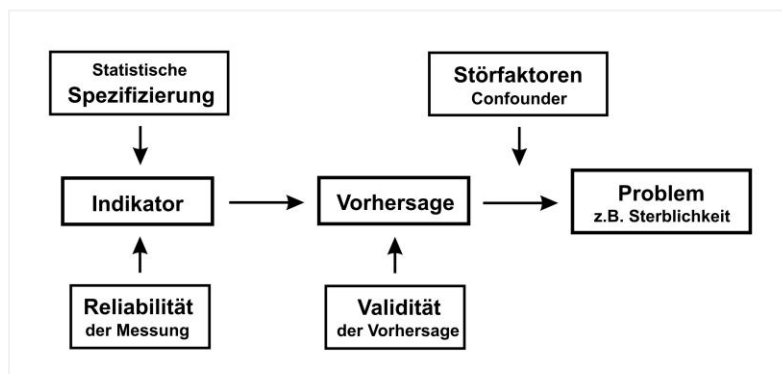 Statistische
Spezifizierung
Störfaktoren
Confounder
Indikator
Vorhersage
Problem
z.B. Sterblichkeit
Reliabilität
der Messung
Validität
der Vorhersage